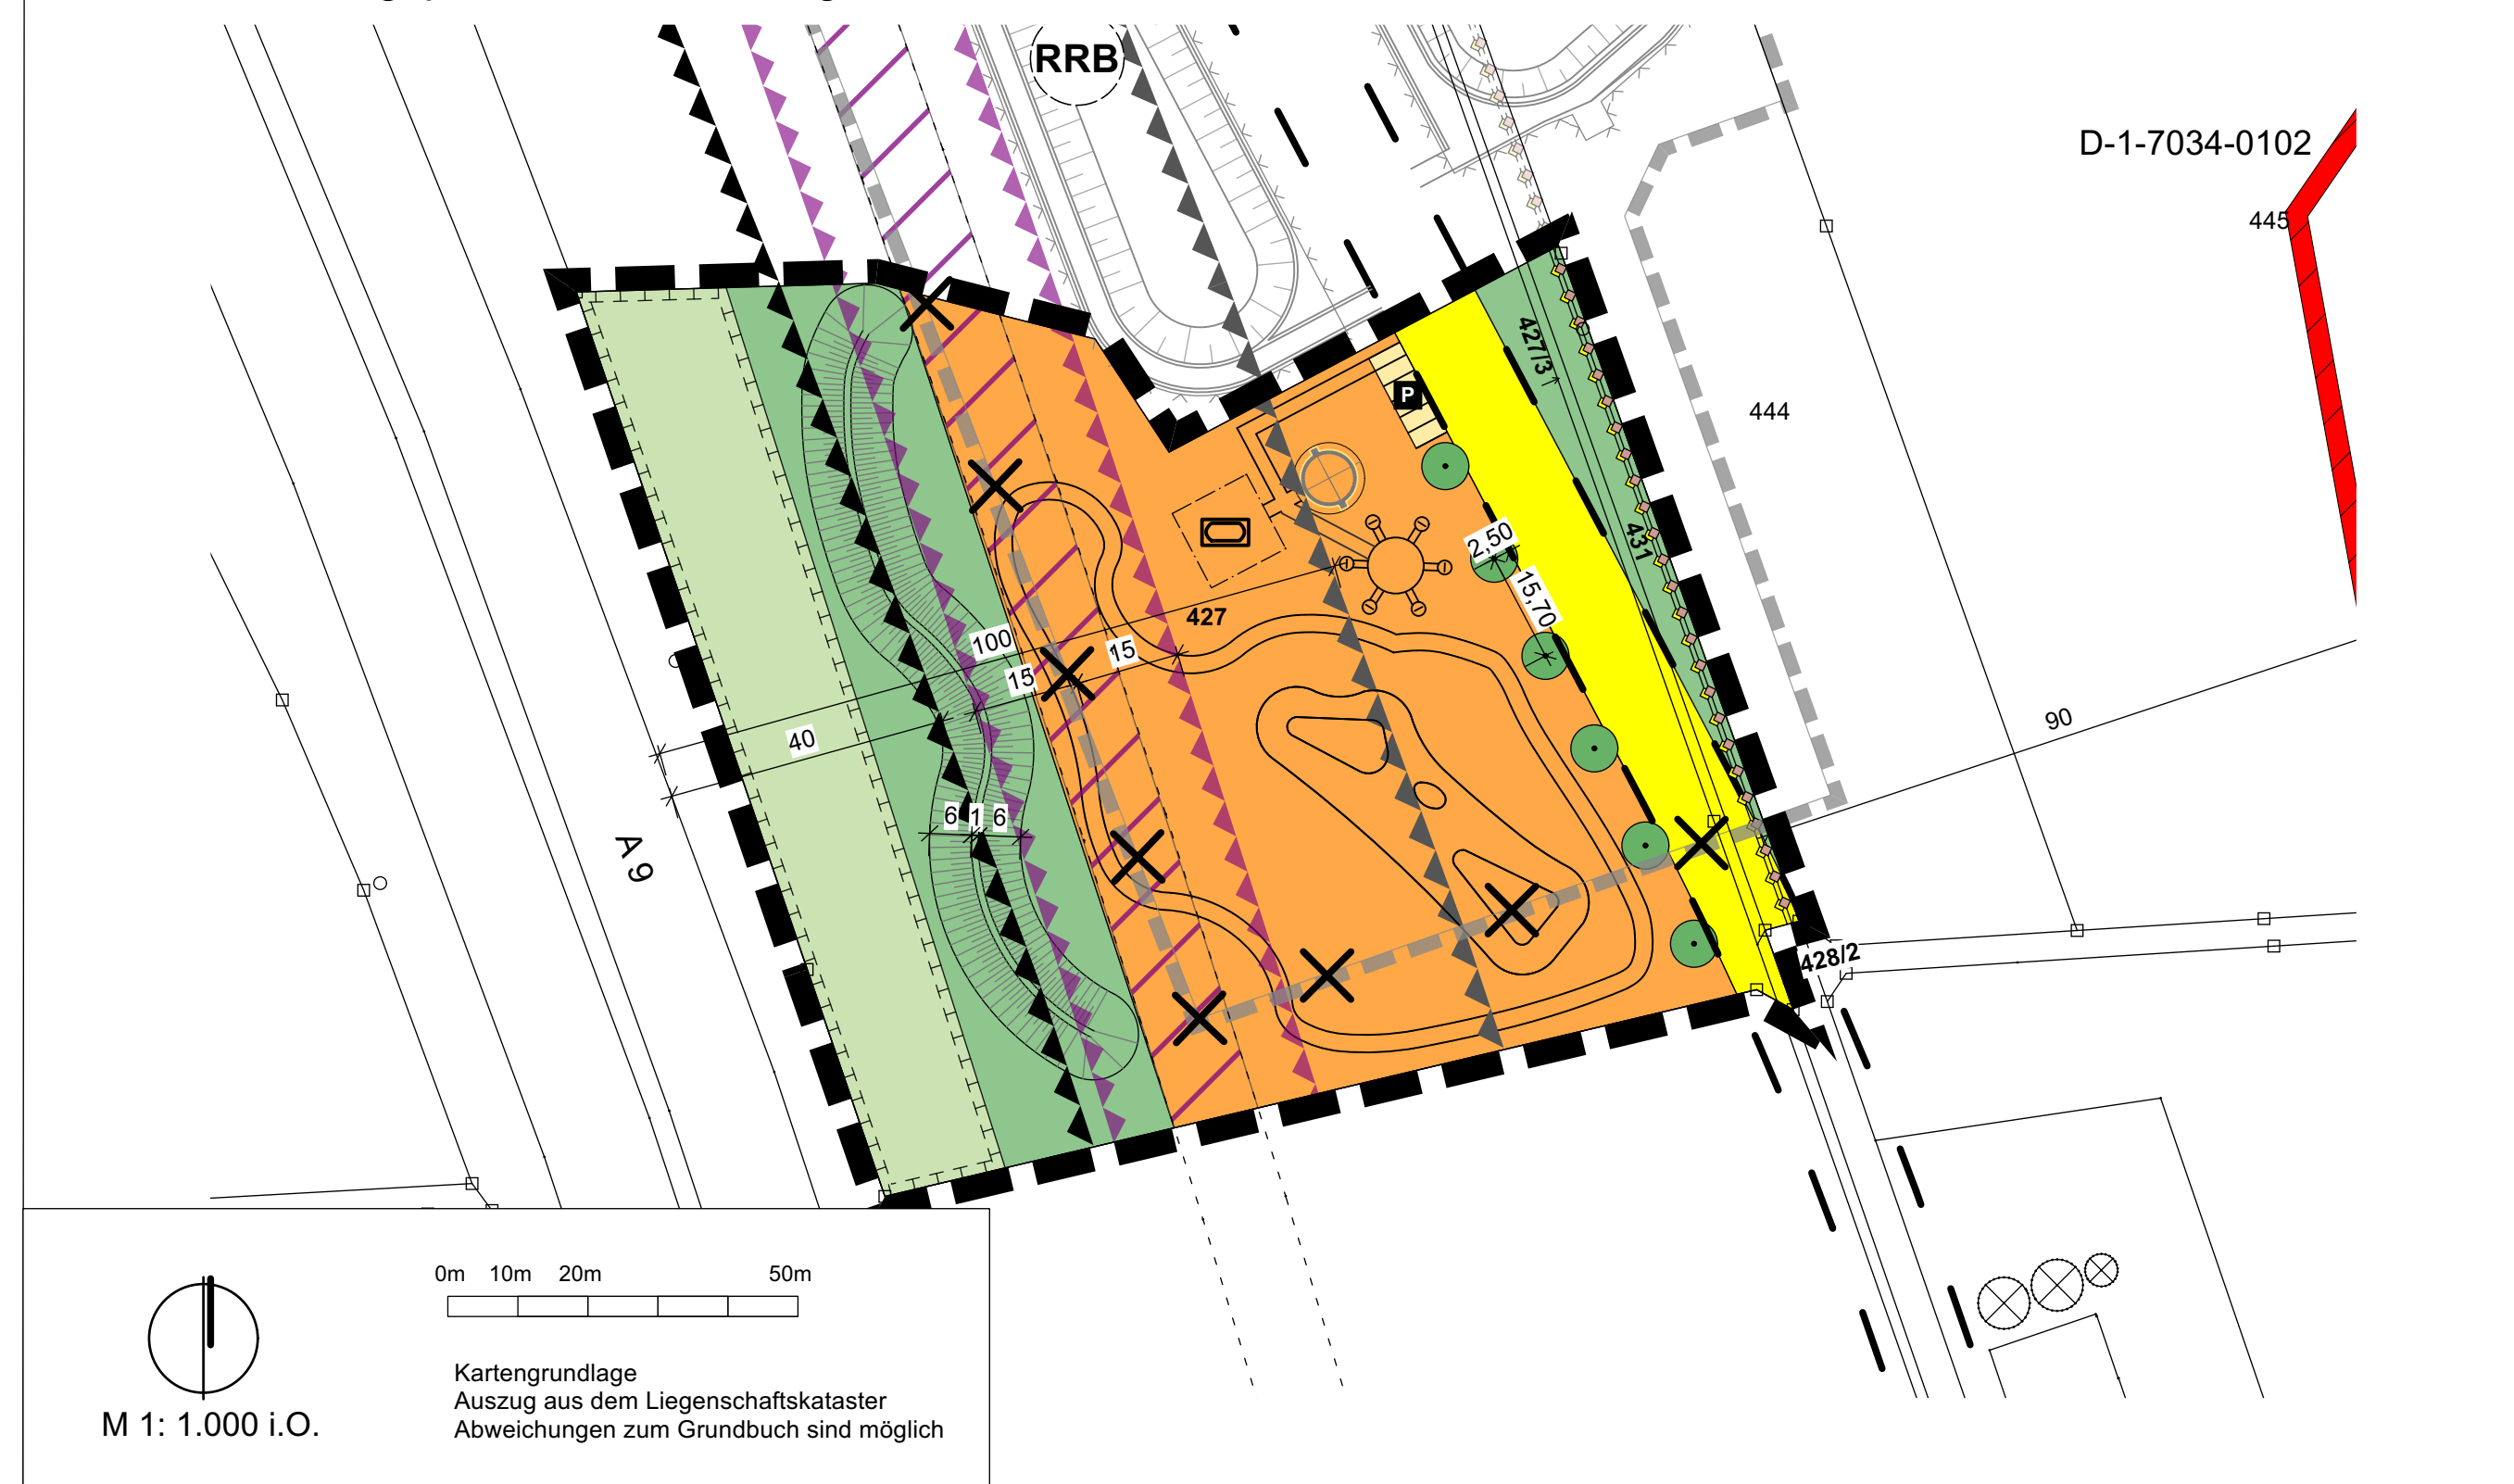 RRB
D-1-7034-0102
445
427/3
P
444
2,50
431
15,70
427
100
15
15
40
90
6
1
6
A 9
428/2
0m
10m
20m
50m
Kartengrundlage
Auszug aus dem Liegenschaftskataster
M 1: 1.000 i.O.
Abweichungen zum Grundbuch sind möglich